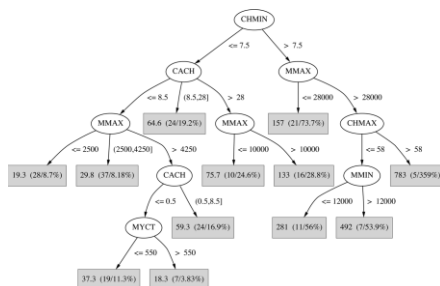 CHMIN
<= 7.5 > 7.5
CACH MMAX
<= 8.5 (8.5,28] > 28 <= 28000 > 28000
MMAX 64.6 (24/19.2%) MMAX 157 (21/73.7%) CHMAX
<= 2500 (2500,4250] > 4250 <= 10000 > 10000 <= 58 > 58
19.3 (28/8.7%) 29.8 (37/8.18%) CACH 75.7 (10/24.6%) 133 (16/28.8%) MMIN 783 (5/359%)
<= 0.5 (0.5,8.5] <= 12000 > 12000
MYCT 59.3 (24/16.9%) 281 (11/56%) 492 (7/53.9%)
<= 550 > 550
37.3 (19/11.3%) 18.3 (7/3.83%)